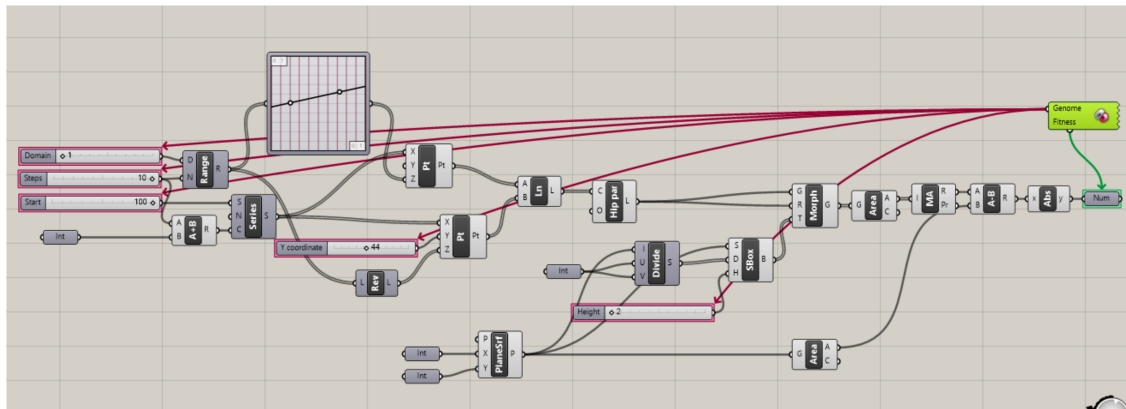 Genome
Fitness
Domain
1
Steps
10
Start
100
D
N
Range
R
Int
A
B
A+B
R
S
N
C
Series
S
X
Y
Z
Pt
Pt
Y coordinate
44
X
Y
Z
Pt
Pt
L
Rev
L
A
B
Ln
L
C
O
Hip par
L
Int
I
U
V
Divide
S
Height
2
S
D
H
SBox
B
G
R
T
Morph
G
G
Area
A
C
I
MA
R
Pr
A
B
A-B
R
x
Abs
y
Num
Int
Int
P
X
Y
PlaneSrf
P
G
Area
A
C